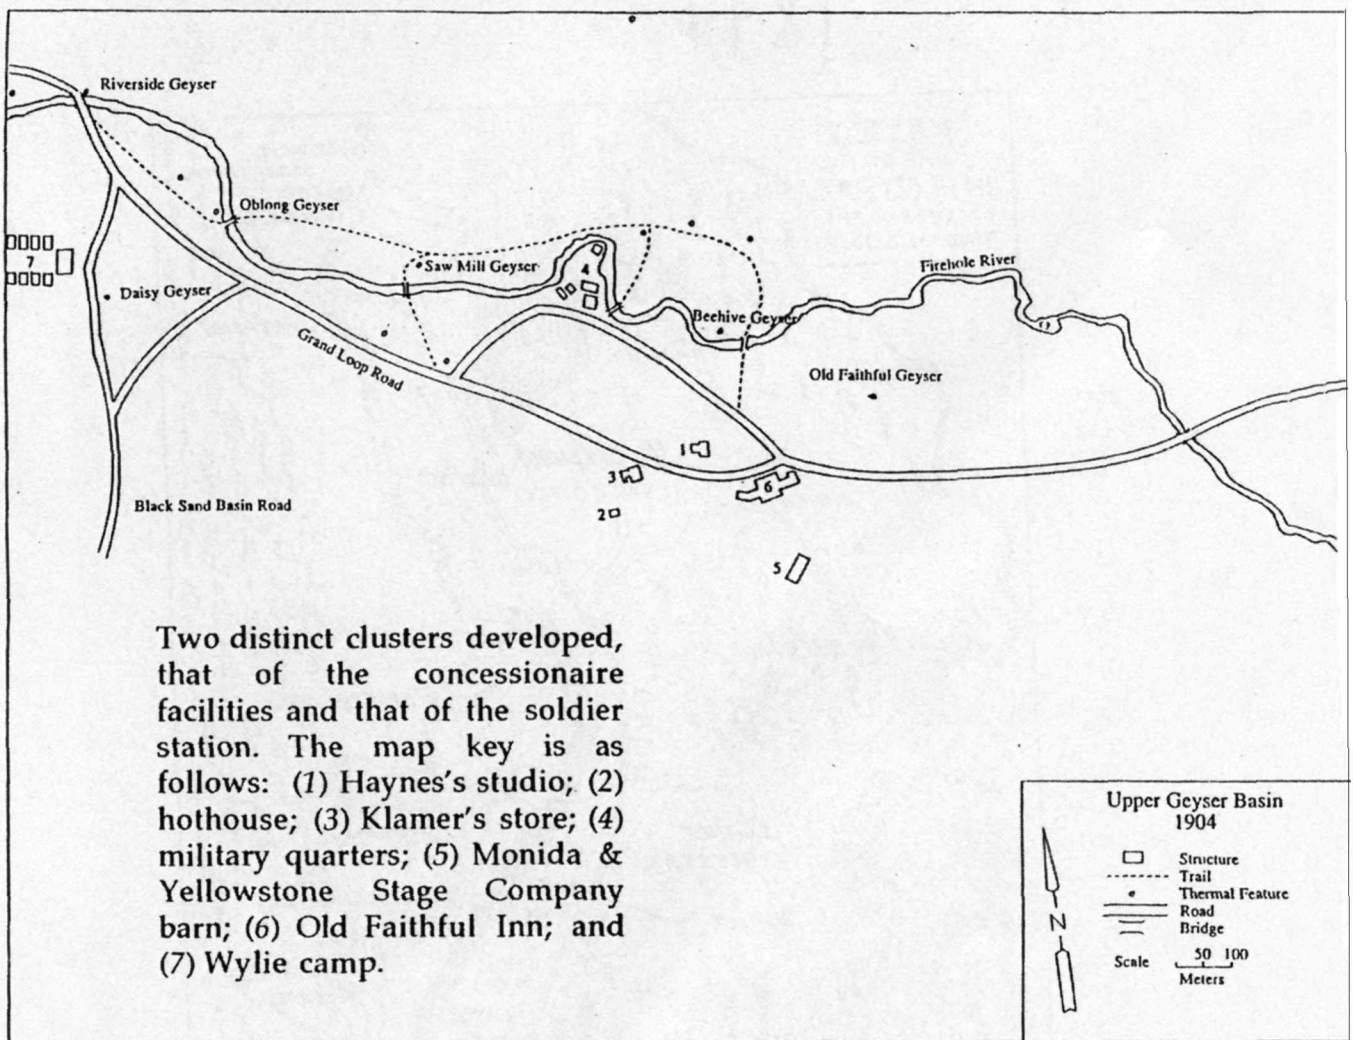 Riverside Geyser
Oblong Geyser
Saw Mill Geyser
4
Firehole River
7
Daisy Geyser
Beehive Geyser
Grand Loop Road
Old Faithful Geyser
1
3
6
2
Black Sand Basin Road
5
Two distinct clusters developed,
that of the concessionaire
facilities and that of the soldier
station. The map key is as
follows: (1) Haynes's studio; (2)
hothouse; (3) Klamer's store; (4)
military quarters; (5) Monida &
Yellowstone Stage Company
barn; (6) Old Faithful Inn; and
(7) Wylie camp.
Upper Geyser Basin
1904
Structure
Trail
Thermal Feature
Road
Bridge
N
Scale 50 100
Meters